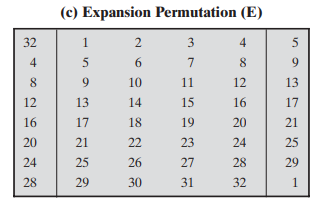 (c) Expansion Permutation (E)
32 1 2 3 4 5
4 5 6 7 8 9
8 9 10 11 12 13
12 13 14 15 16 17
16 17 18 19 20 21
20 21 22 23 24 25
24 25 26 27 28 29
28 29 30 31 32 1